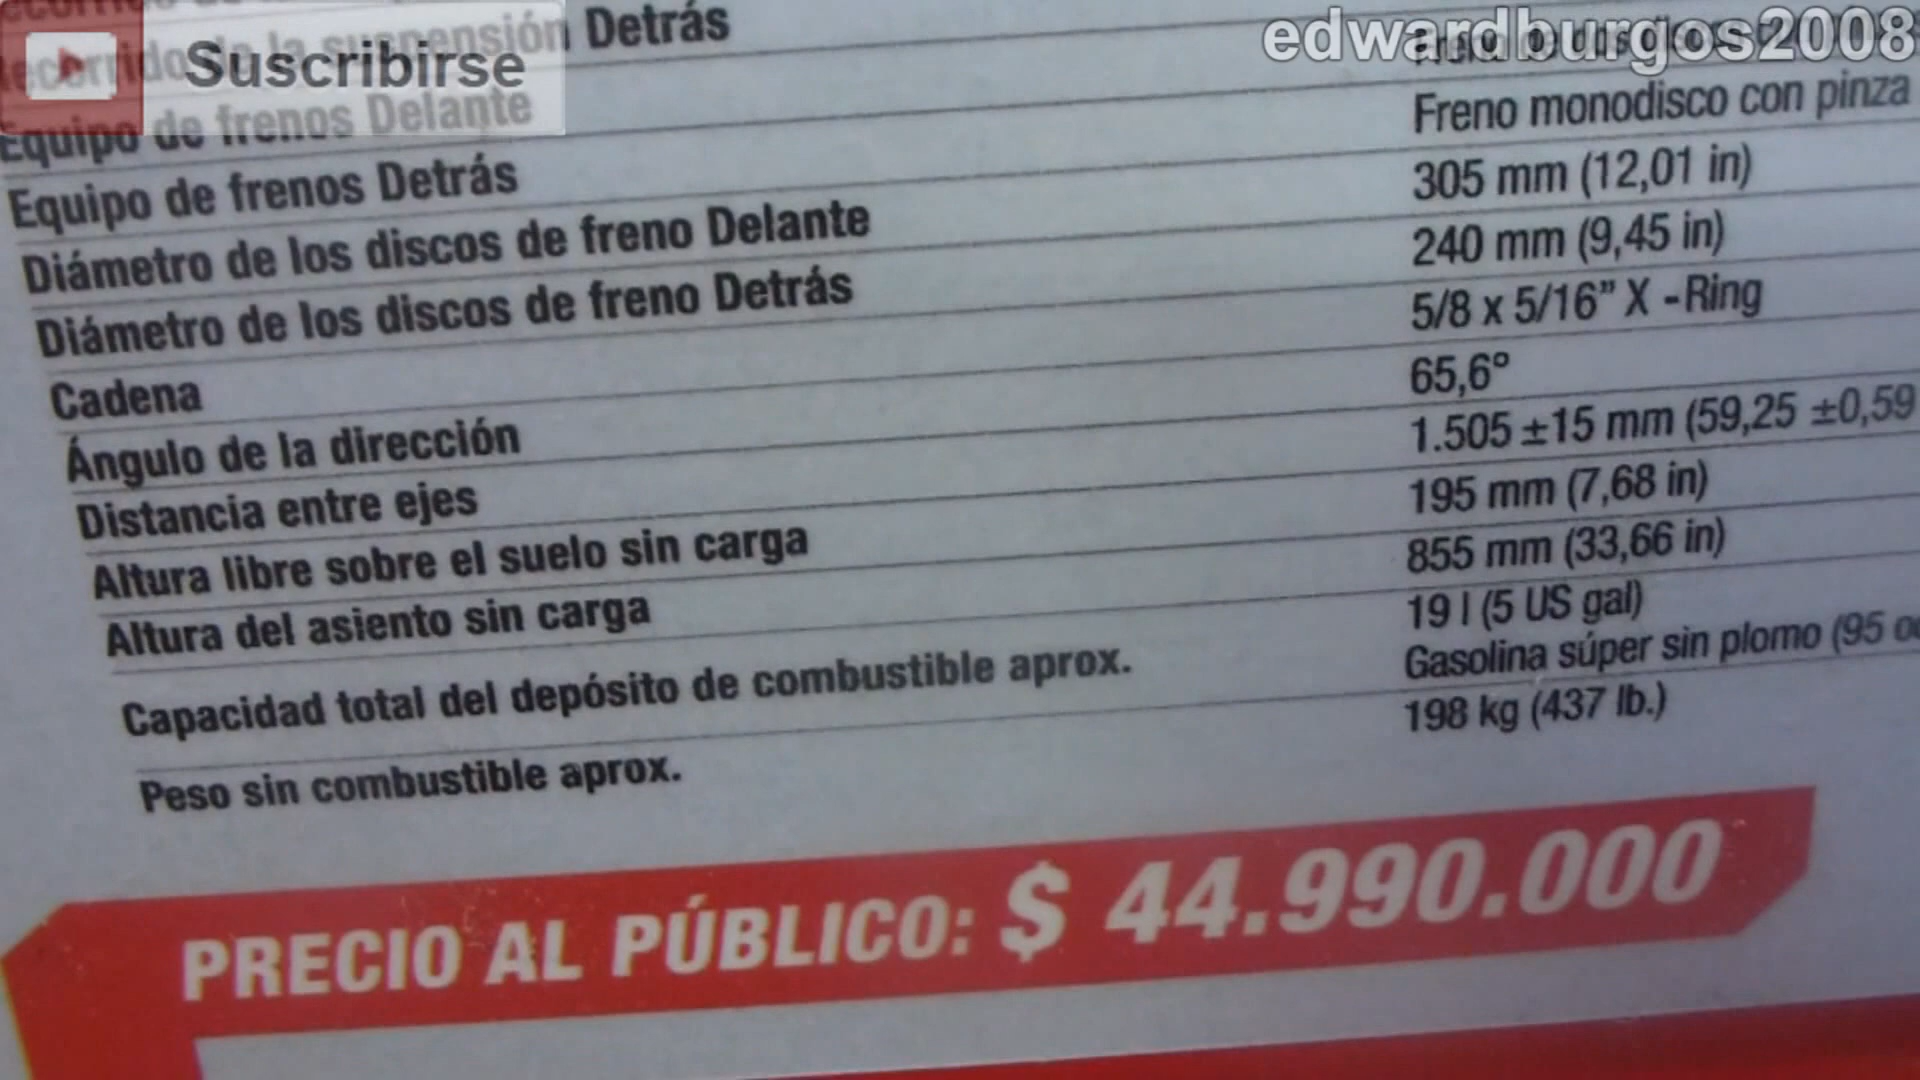 Suscribirse
edwardburgos2008
Recorrido de la suspensión Detrás
Equipo de frenos Delante
Equipo de frenos Detrás
Freno monodisco con pinza
Diámetro de los discos de freno Delante
305 mm (12,01 in)
Diámetro de los discos de freno Detrás
240 mm (9,45 in)
Cadena
5/8 x 5/16” X - Ring
Ángulo de la dirección
65,6°
Distancia entre ejes
1.505 ±15 mm (59,25 ±0,59
Altura libre sobre el suelo sin carga
195 mm (7,68 in)
Altura del asiento sin carga
855 mm (33,66 in)
Capacidad total del depósito de combustible aprox.
19 l (5 US gal)
Gasolina súper sin plomo (95
Peso sin combustible aprox.
198 kg (437 lb.)
PRECIO AL PÚBLICO: $ 44.990.000